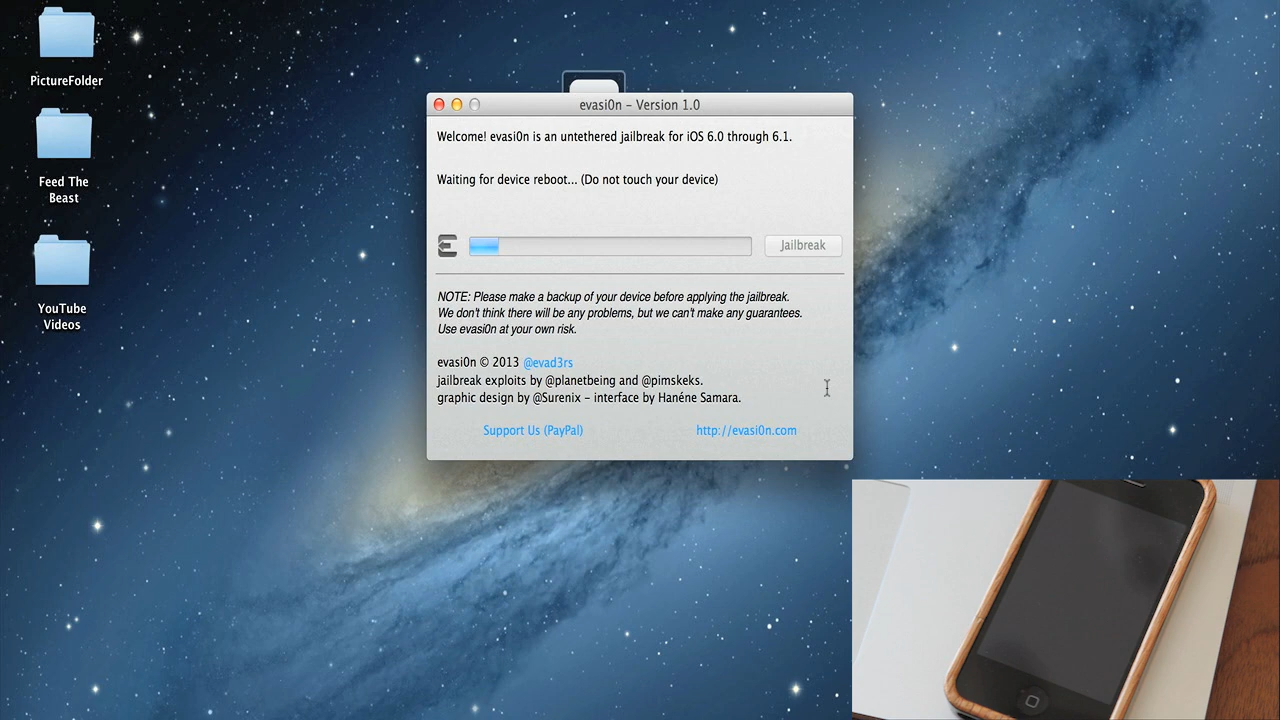 PictureFolder
Feed The
Beast
YouTube
Videos
evasi0n – Version 1.0
Welcome! evasi0n is an untethered jailbreak for iOS 6.0 through 6.1.
Waiting for device reboot... (Do not touch your device)
Jailbreak
NOTE: Please make a backup of your device before applying the jailbreak.
We don't think there will be any problems, but we can't make any guarantees.
Use evasi0n at your own risk.
evasi0n © 2013 @evad3rs
jailbreak exploits by @planetbeing and @pimskeks.
graphic design by @Surenix – interface by Hanéne Samara.
Support Us (PayPal) http://evasi0n.com